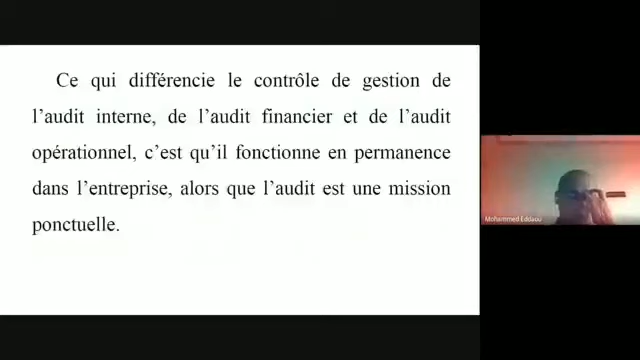 Ce qui différencie le contrôle de gestion de
l'audit interne, de l'audit financier et de l'audit
opérationnel, c'est qu'il fonctionne en permanence
dans l'entreprise, alors que l'audit est une mission
ponctuelle.
Mohammed Eddaou